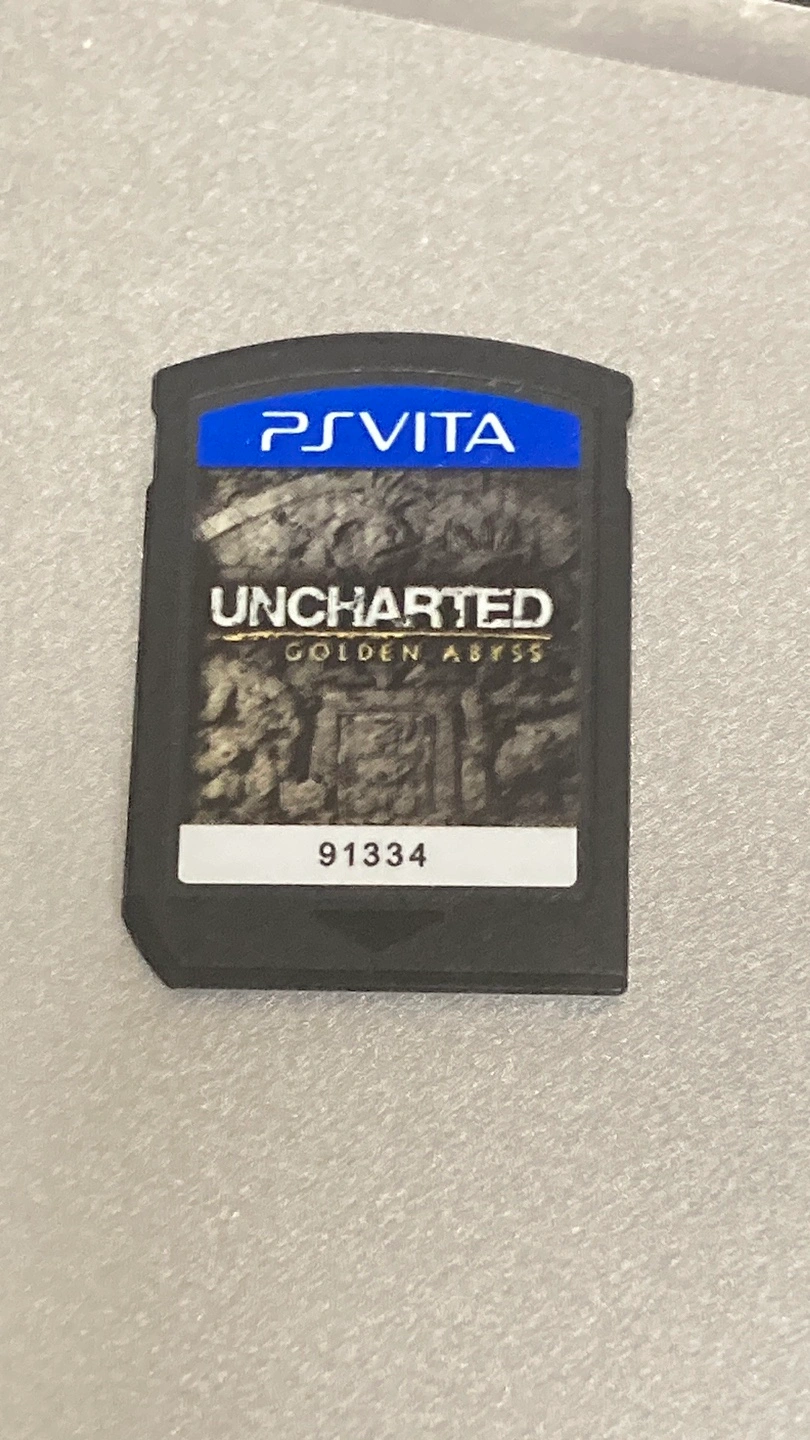 PSVITA
UNCHARTED
GOLDEN ABYSS
91334